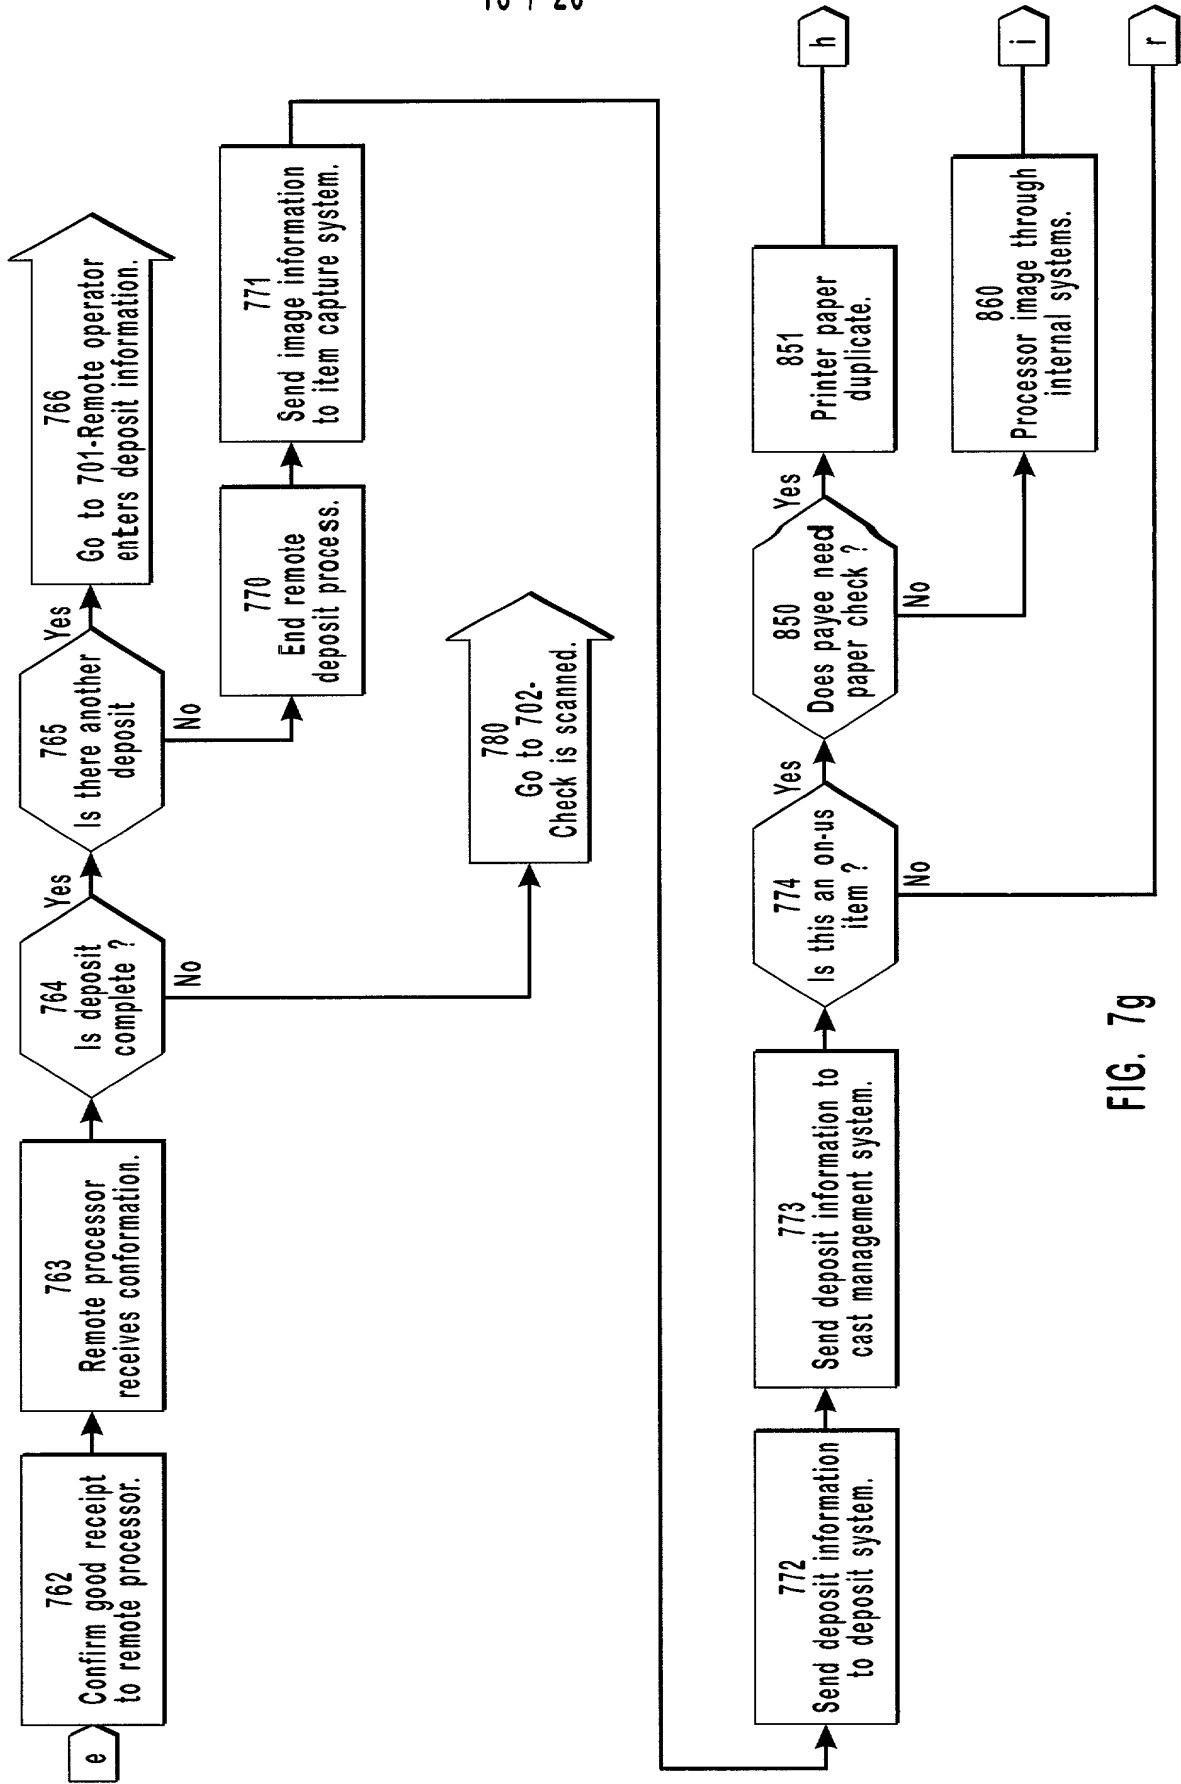 e
762
Confirm good receipt
to remote processor.
763
Remote processor
receives conformation.
764
Is deposit
complete ?
Yes
No
765
Is there another
deposit
Yes
No
766
Go to 701-Remote operator
enters deposit information.
770
End remote
deposit process.
771
Send image information
to item capture system.
780
Go to 702-
Check is scanned.
772
Send deposit information
to deposit system.
773
Send deposit information to
cast management system.
774
Is this an on-us
item ?
Yes
No
850
Does payee need
paper check ?
Yes
No
851
Printer paper
duplicate.
860
Processor image through
internal systems.
h
i
r
FIG. 7g